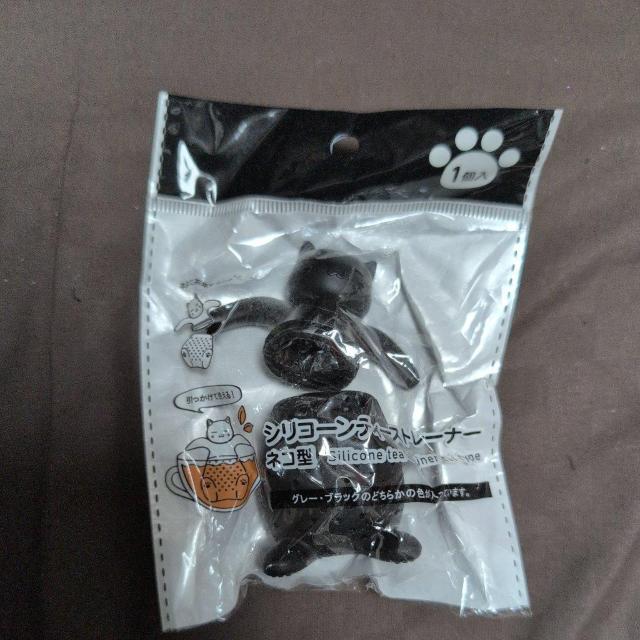 1個入
引っかけて使える!
シリコーンティーストレーナー
ネコ型 Silicone tea
グレー・ブラックのどちらかの色が入っています。